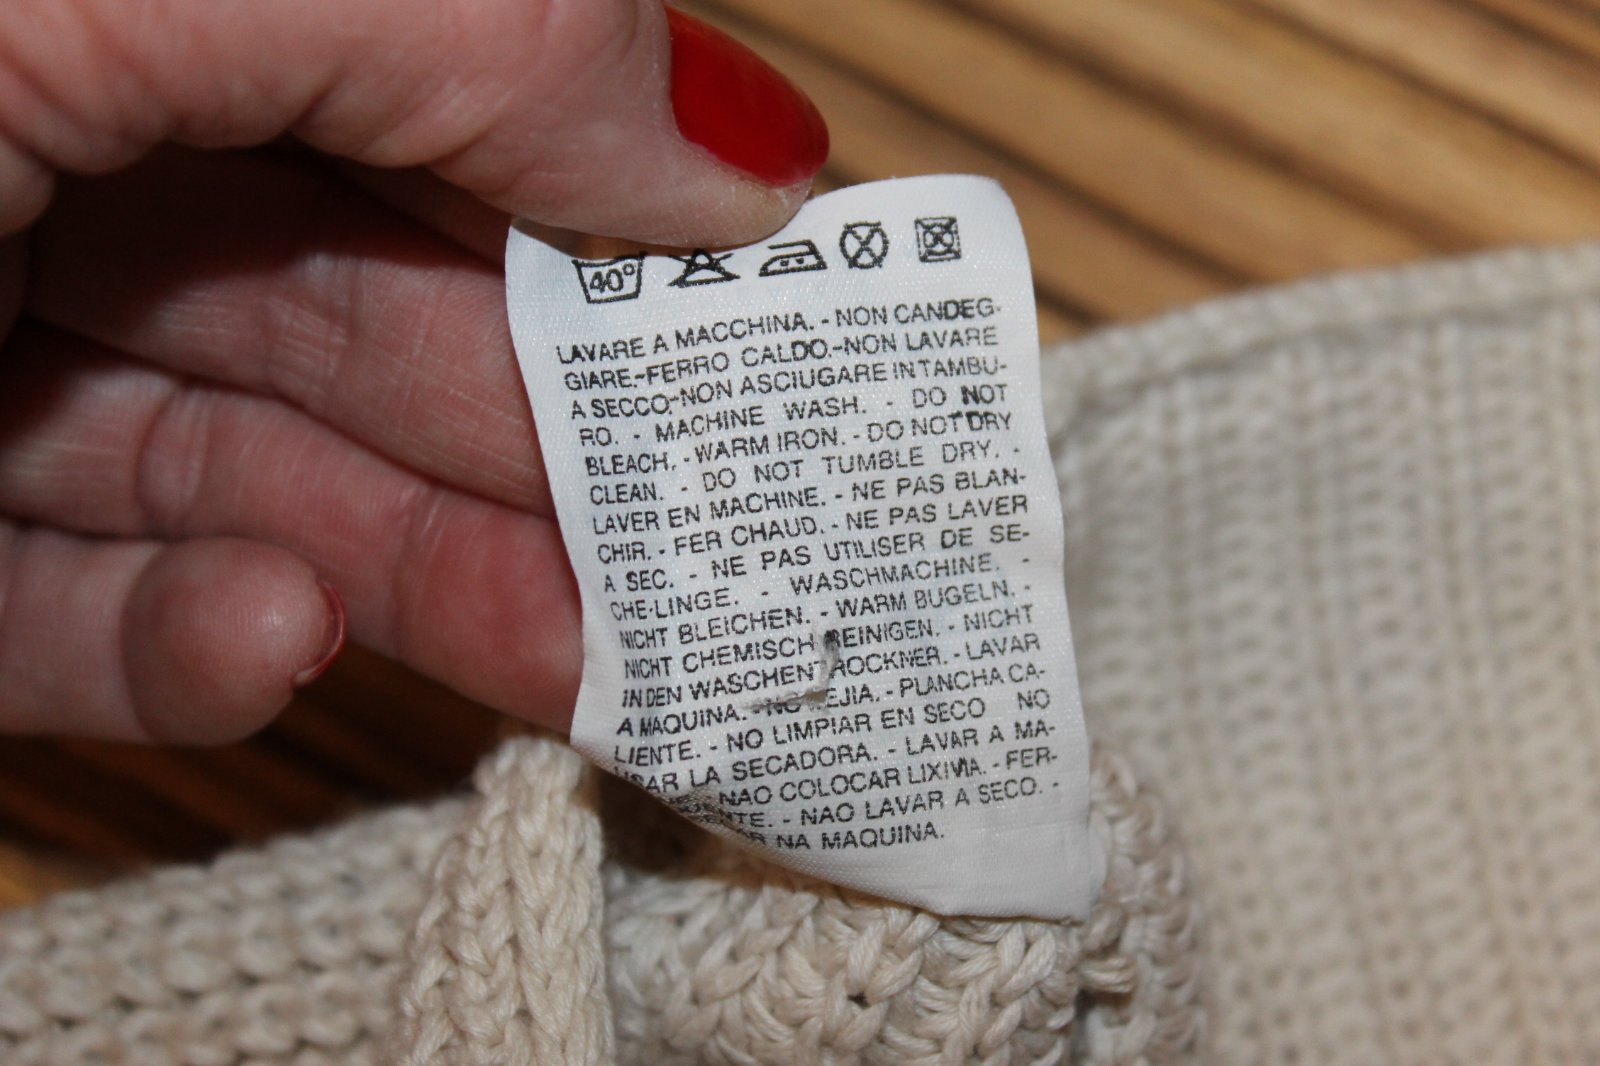 40°
LAVARE A MACCHINA. - NON CANDEG-
GIARE.-FERRO CALDO.-NON LAVARE
A SECCO-NON ASCIUGARE IN TAMBU-
RO. - MACHINE WASH. - DO NOT
BLEACH. - WARM IRON. - DO NOT DRY
CLEAN. - DO NOT TUMBLE DRY. -
LAVER EN MACHINE. - NE PAS BLAN-
CHIR. - FER CHAUD. - NE PAS LAVER
A SEC. - NE PAS UTILISER DE SE-
CHE-LINGE. - WASCHMACHINE. -
NICHT BLEICHEN. - WARM BUGELN. -
NICHT CHEMISCH REINIGEN. - NICHT
IN DEN WASCHENTROCKNER. - LAVAR
A MAQUINA. - NO - PLANCHA CA-
LIENTE. - NO LIMPIAR EN SECO NO
USAR LA SECADORA. - LAVAR A MA-
NAO COLOCAR LIXIVIA. - FER-
- NAO LAVAR A SECO. -
NA MAQUINA.